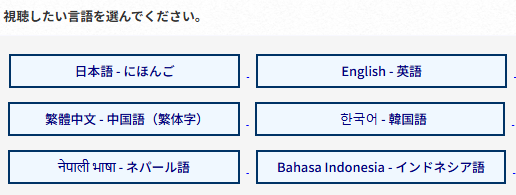 視聴したい言語を選んでください。
日本語 - にほんご - English - 英語 -
繁體中文 - 中国語（繁体字） - 한국어 - 韓国語 -
नेपाली भाषा - ネパール語 - Bahasa Indonesia - インドネシア語 -